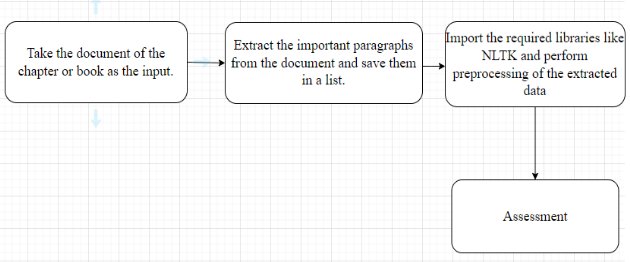 Take the document of the
chapter or book as the input.
Extract the important paragraphs
from the document and save them
in a list.
Import the required libraries like
NLTK and perform
preprocessing of the extracted
data
Assessment